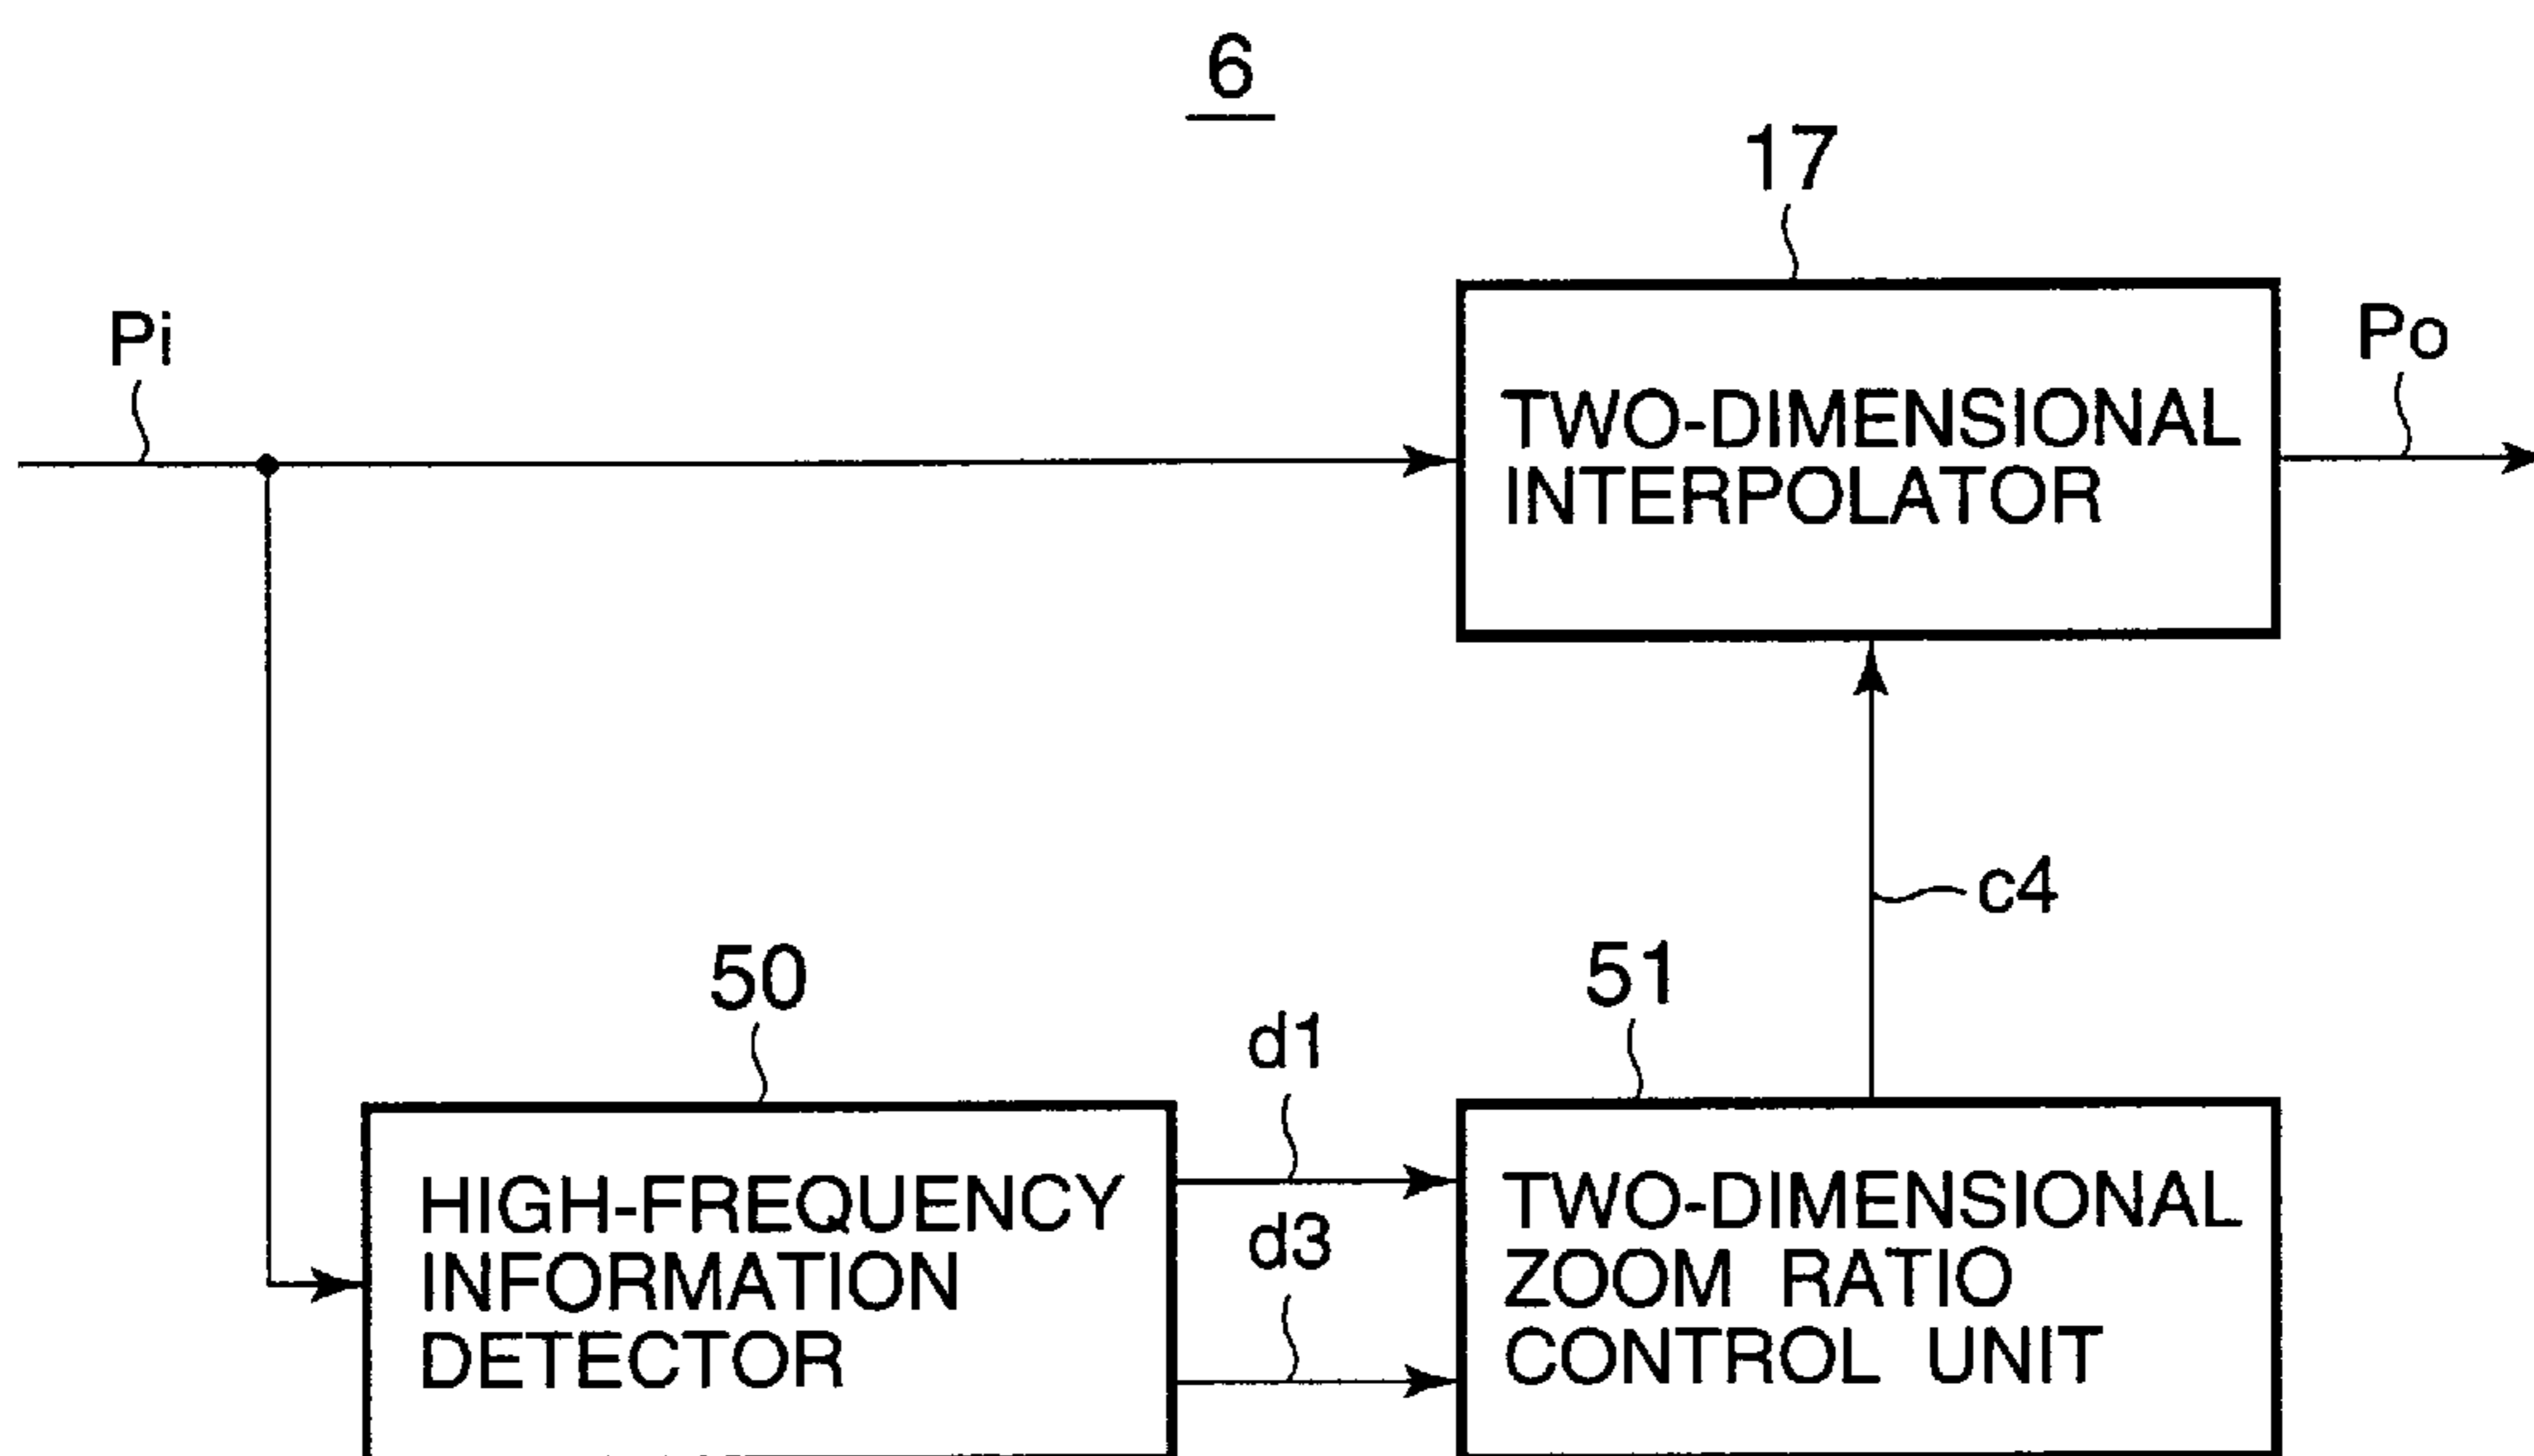 6
17
Pi
Po
TWO-DIMENSIONAL
INTERPOLATOR
c4
50
51
d1
HIGH-FREQUENCY
INFORMATION
DETECTOR
d3
TWO-DIMENSIONAL
ZOOM RATIO
CONTROL UNIT